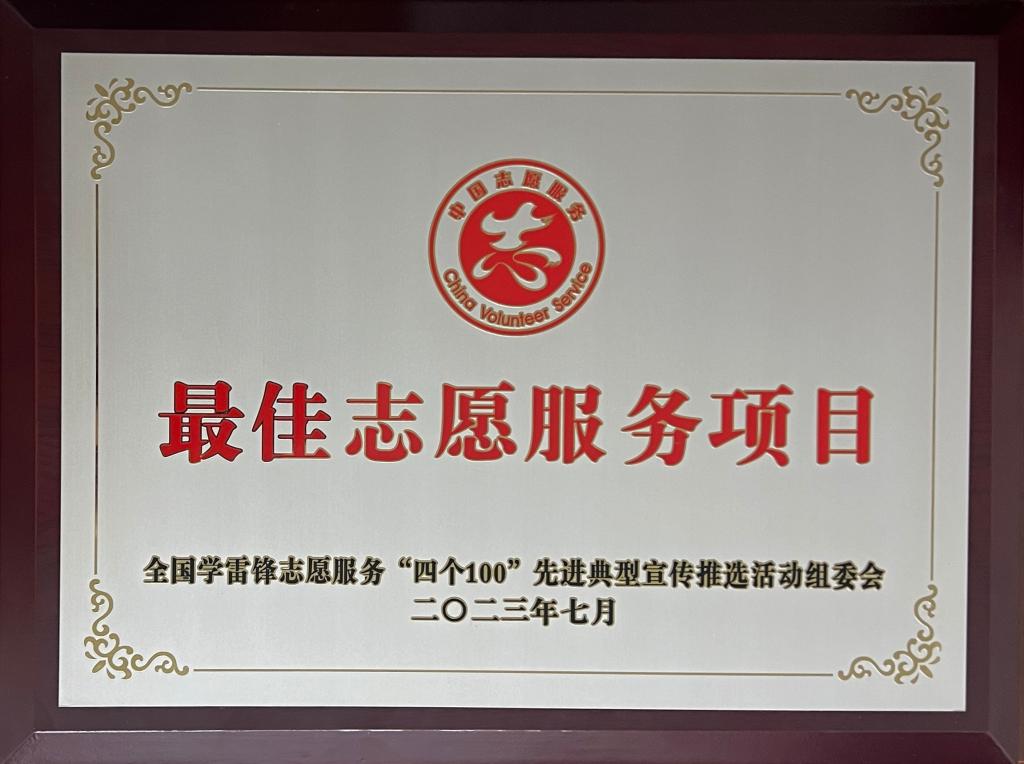 中国志愿服务
China Volunteer Service
最佳志愿服务项目
全国学雷锋志愿服务“四个100”先进典型宣传推选活动组委会
二〇二三年七月